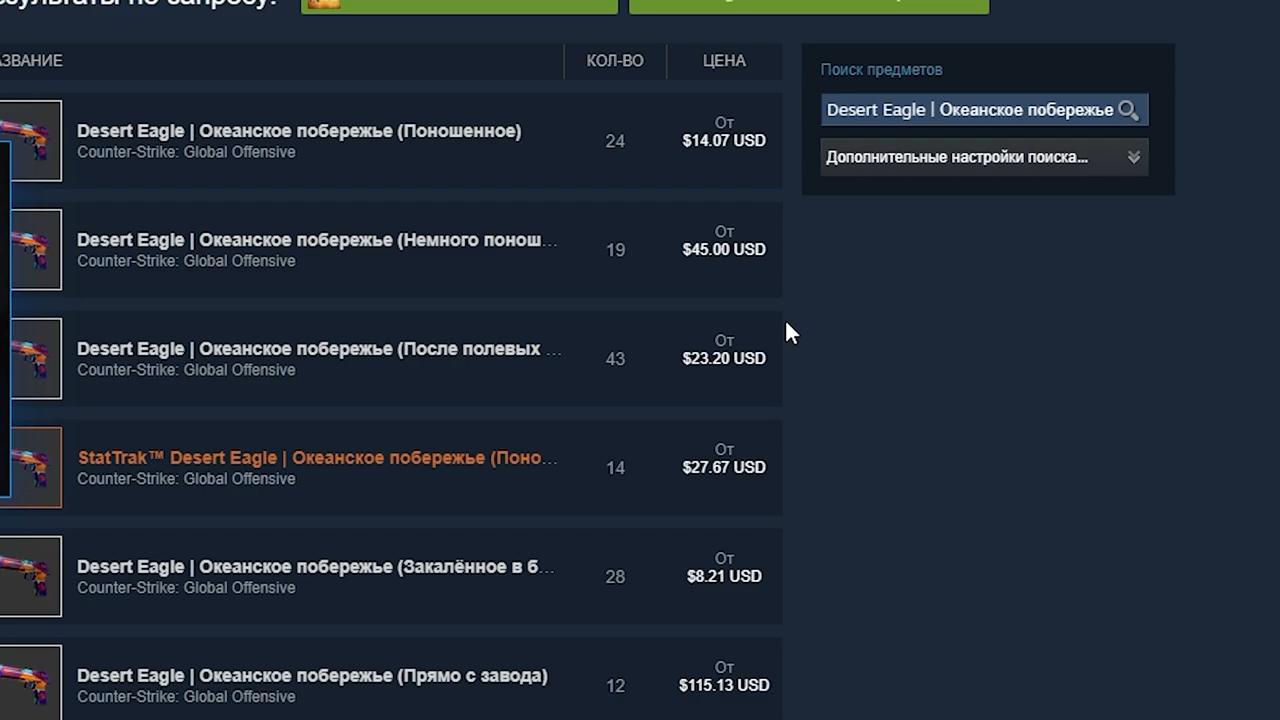 результаты по запросу:
НАЗВАНИЕ КОЛ-ВО ЦЕНА
Поиск предметов
Desert Eagle | Океанское побережье
Дополнительные настройки поиска...
Desert Eagle | Океанское побережье (Поношенное)
Counter-Strike: Global Offensive
24
От
$14.07 USD
Desert Eagle | Океанское побережье (Немного понош...
Counter-Strike: Global Offensive
19
От
$45.00 USD
Desert Eagle | Океанское побережье (После полевых ...
Counter-Strike: Global Offensive
43
От
$23.20 USD
StatTrak™ Desert Eagle | Океанское побережье (Поно...
Counter-Strike: Global Offensive
14
От
$27.67 USD
Desert Eagle | Океанское побережье (Закалённое в б...
Counter-Strike: Global Offensive
28
От
$8.21 USD
Desert Eagle | Океанское побережье (Прямо с завода)
Counter-Strike: Global Offensive
12
От
$115.13 USD